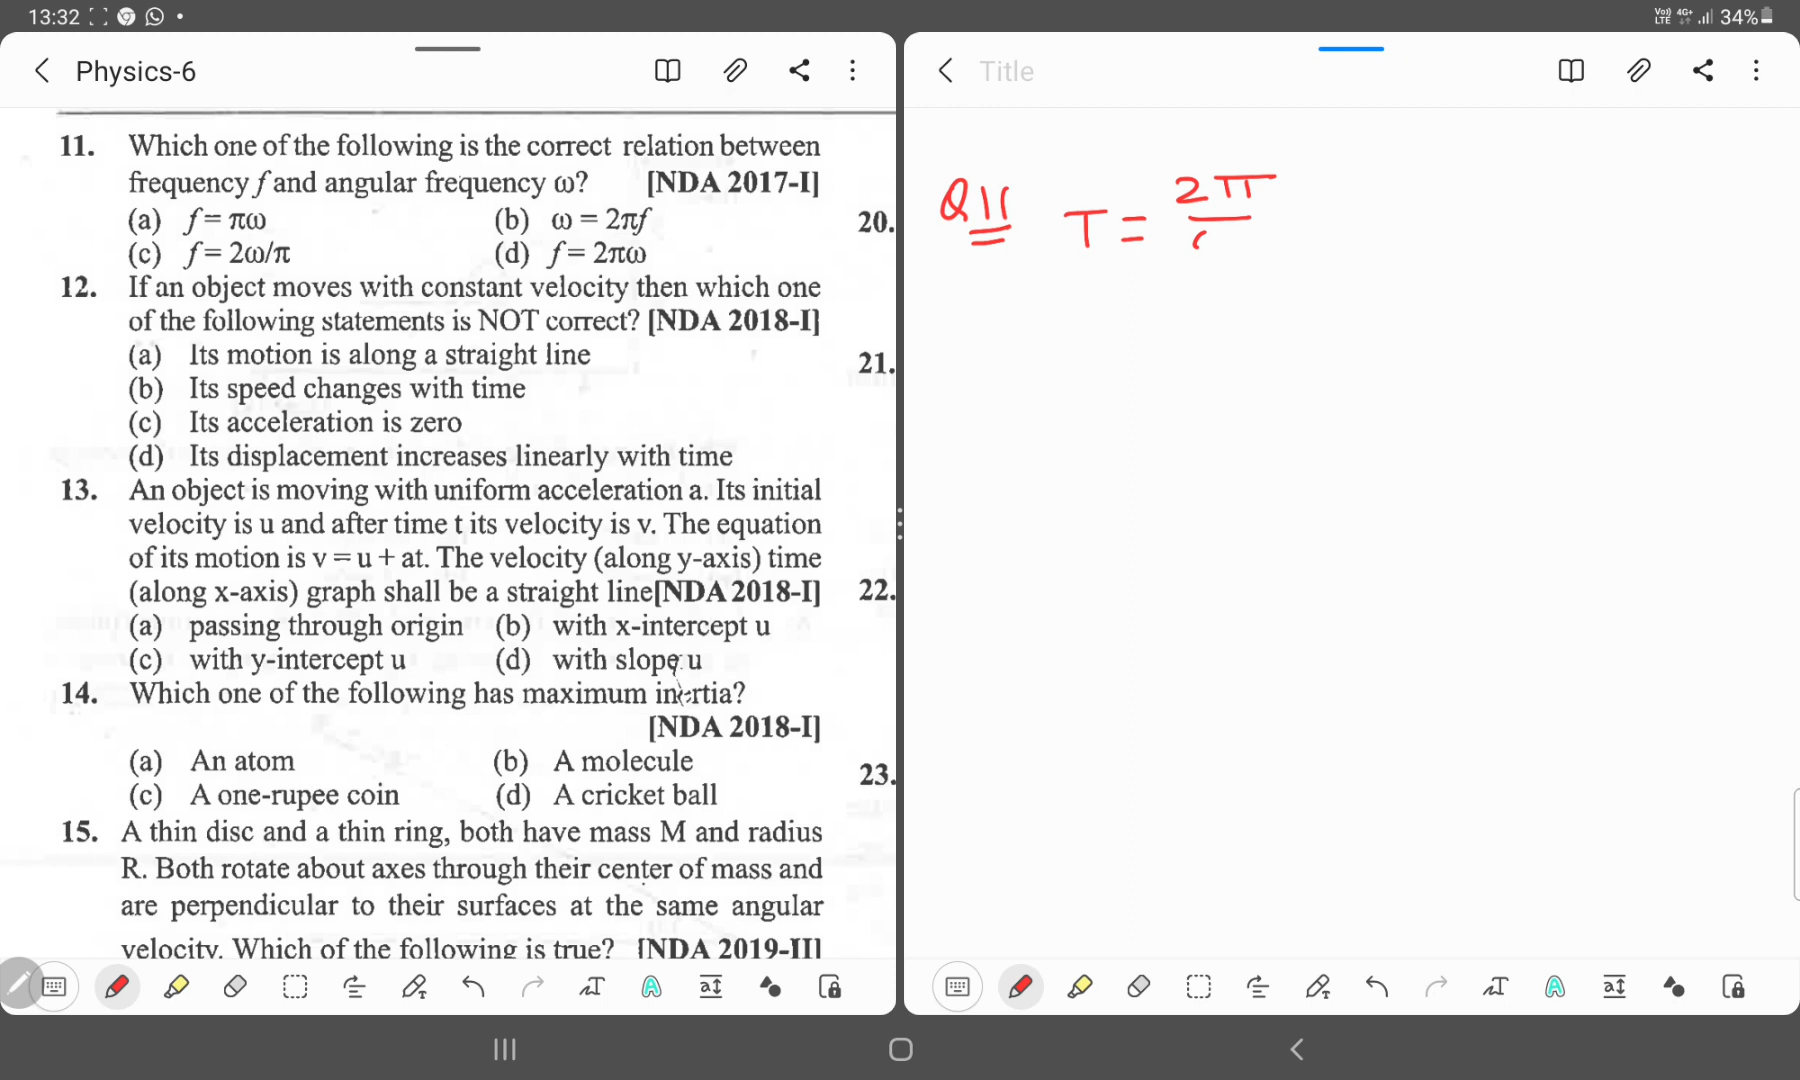 13:32
Vo)) LTE 4G+ 34%
Physics-6
11. Which one of the following is the correct relation between
frequency f and angular frequency ω? [NDA 2017-I]
(a) f = πω (b) ω = 2πf
(c) f = 2ω/π (d) f = 2πω
12. If an object moves with constant velocity then which one
of the following statements is NOT correct? [NDA 2018-I]
(a) Its motion is along a straight line
(b) Its speed changes with time
(c) Its acceleration is zero
(d) Its displacement increases linearly with time
13. An object is moving with uniform acceleration a. Its initial
velocity is u and after time t its velocity is v. The equation
of its motion is v = u + at. The velocity (along y-axis) time
(along x-axis) graph shall be a straight line[NDA 2018-I]
(a) passing through origin (b) with x-intercept u
(c) with y-intercept u (d) with slope u
14. Which one of the following has maximum inertia?
[NDA 2018-I]
(a) An atom (b) A molecule
(c) A one-rupee coin (d) A cricket ball
15. A thin disc and a thin ring, both have mass M and radius
R. Both rotate about axes through their center of mass and
are perpendicular to their surfaces at the same angular
velocity. Which of the following is true? [NDA 2019-III]
20.
21.
22.
23.
Title
Q11 T = 2π